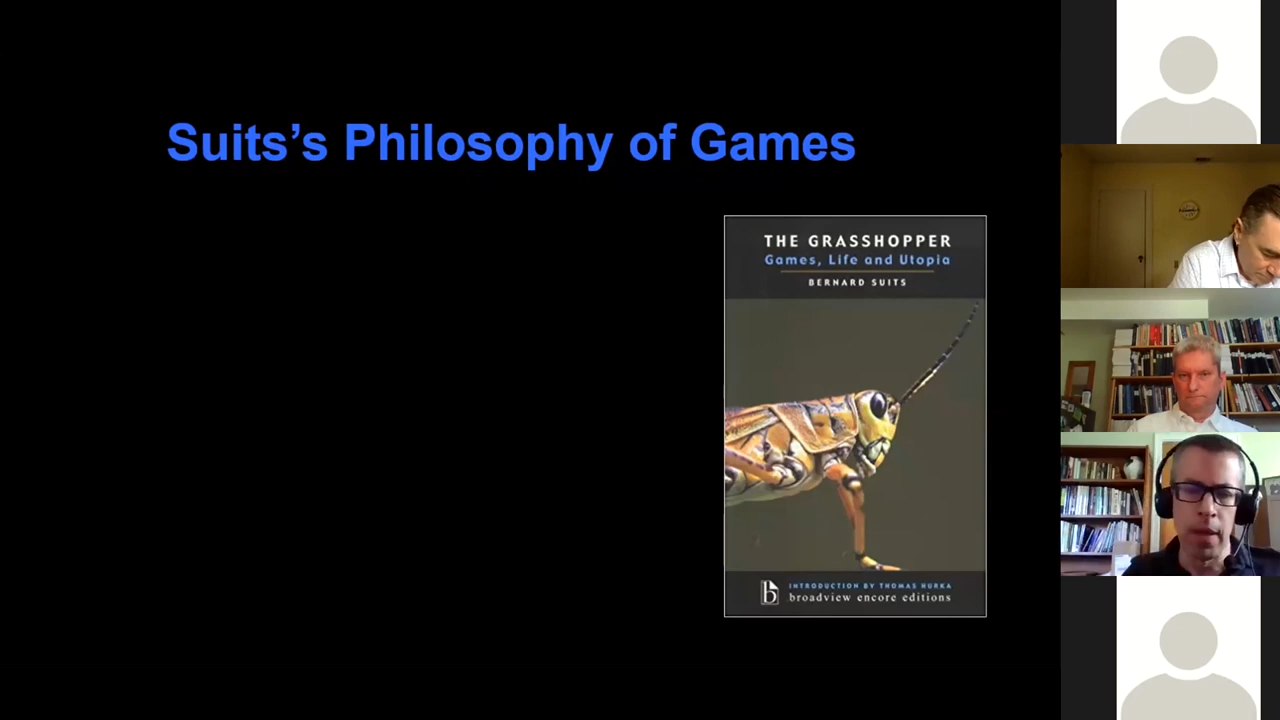 Suits’s Philosophy of Games
THE GRASSHOPPER
Games, Life and Utopia
BERNARD SUITS
b
INTRODUCTION BY THOMAS HURKA
broadview encore editions